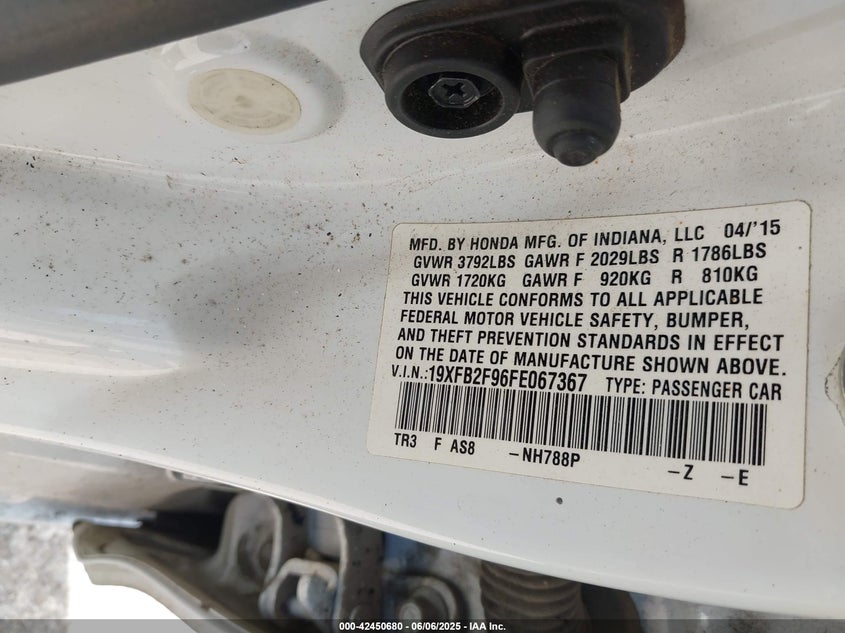 MFD. BY HONDA MFG. OF INDIANA, LLC 04/'15
GVWR 3792LBS GAWR F 2029LBS R 1786LBS
GVWR 1720KG GAWR F 920KG R 810KG
THIS VEHICLE CONFORMS TO ALL APPLICABLE
FEDERAL MOTOR VEHICLE SAFETY, BUMPER,
AND THEFT PREVENTION STANDARDS IN EFFECT
ON THE DATE OF MANUFACTURE SHOWN ABOVE.
V.I.N.:19XFB2F96FE067367 TYPE: PASSENGER CAR
TR3 F AS8 -NH788P -Z -E
000-42450680 - 06/06/2025 - IAA Inc.